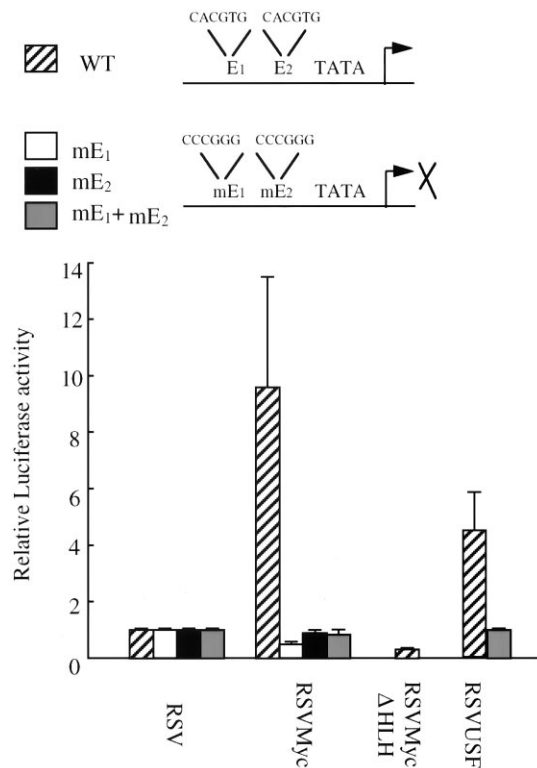 CACGTG CACGTG
WT
E1 E2 TATA
CCCGGG CCCGGG
mE1
mE2
mE1+mE2
mE1 mE2 TATA
Relative Luciferase activity
14
12
10
8
6
4
2
0
RSV
RSVMyc
RSVMyc
ΔHLH
RSVUSF